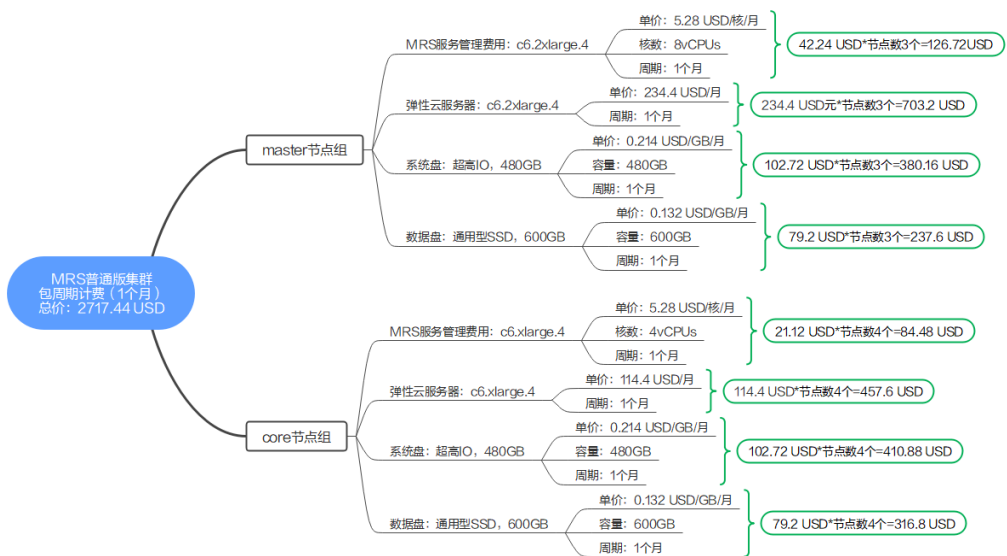 MRS普通版集群
包周期计费（1个月）
总价：2717.44 USD
master节点组
MRS服务管理费用：c6.2xlarge.4
单价：5.28 USD/核/月
核数：8vCPUs
周期：1个月
42.24 USD*节点数3个=126.72USD
弹性云服务器：c6.2xlarge.4
单价：234.4 USD/月
周期：1个月
234.4 USD元*节点数3个=703.2 USD
系统盘：超高IO，480GB
单价：0.214 USD/GB/月
容量：480GB
周期：1个月
102.72 USD*节点数3个=380.16 USD
数据盘：通用型SSD，600GB
单价：0.132 USD/GB/月
容量：600GB
周期：1个月
79.2 USD*节点数3个=237.6 USD
core节点组
MRS服务管理费用：c6.xlarge.4
单价：5.28 USD/核/月
核数：4vCPUs
周期：1个月
21.12 USD*节点数4个=84.48 USD
弹性云服务器：c6.xlarge.4
单价：114.4 USD/月
周期：1个月
114.4 USD*节点数4个=457.6 USD
系统盘：超高IO，480GB
单价：0.214 USD/GB/月
容量：480GB
周期：1个月
102.72 USD*节点数4个=410.88 USD
数据盘：通用型SSD，600GB
单价：0.132 USD/GB/月
容量：600GB
周期：1个月
79.2 USD*节点数4个=316.8 USD